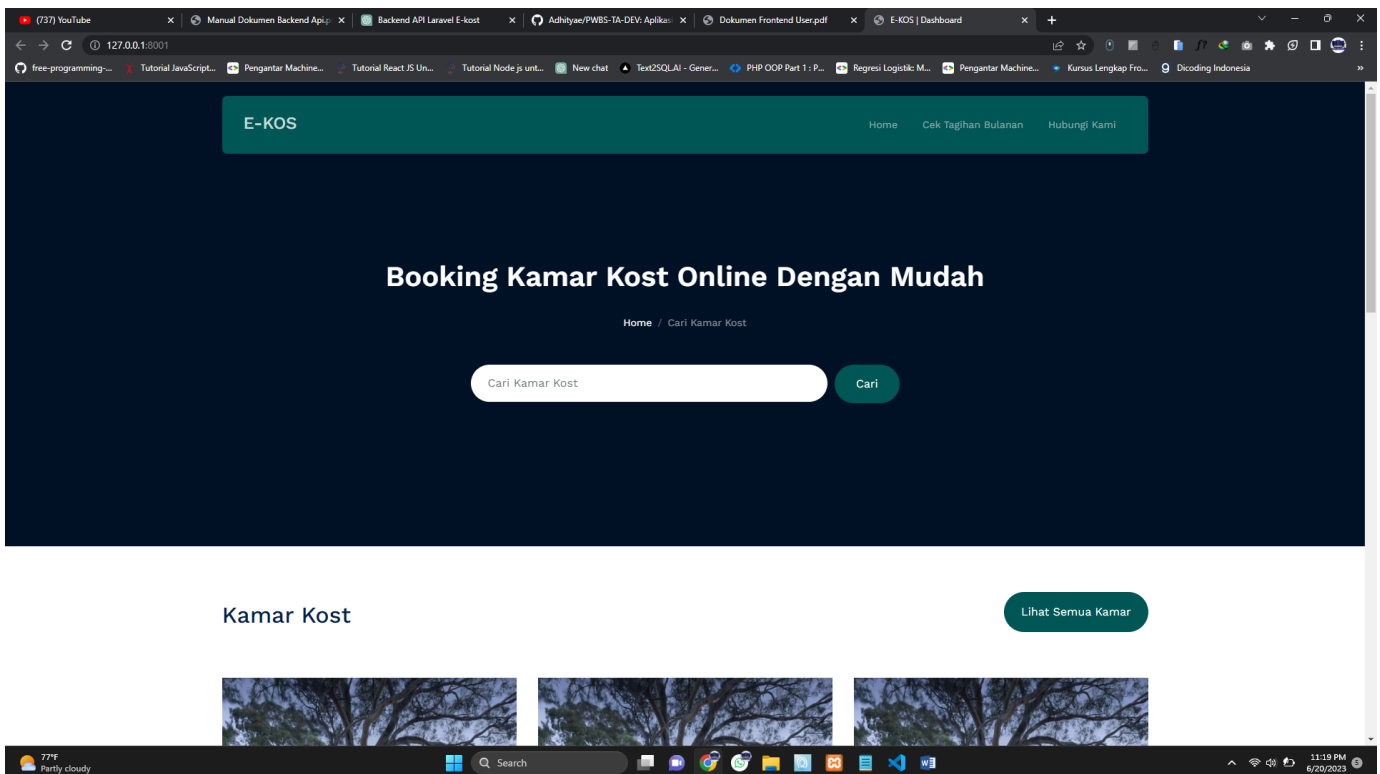 (737) YouTube
Manual Dokumen Backend Api.p
Backend API Laravel E-kost
Adhityae/PWBS-TA-DEV: Aplikas
Dokumen Frontend User.pdf
E-KOS | Dashboard
127.0.0.1:8001
free-programming-...
Tutorial JavaScript...
Pengantar Machine...
Tutorial React JS Un...
Tutorial Node js unt...
New chat
Text2SQL.AI - Gener...
PHP OOP Part 1 : P...
Regresi Logistik: M...
Pengantar Machine...
Kursus Lengkap Fro...
Dicoding Indonesia
»
E-KOS
Home
Cek Tagihan Bulanan
Hubungi Kami
Booking Kamar Kost Online Dengan Mudah
Home / Cari Kamar Kost
Cari Kamar Kost
Cari
Kamar Kost
Lihat Semua Kamar
77°F
Partly cloudy
Search
11:19 PM
6/20/2023